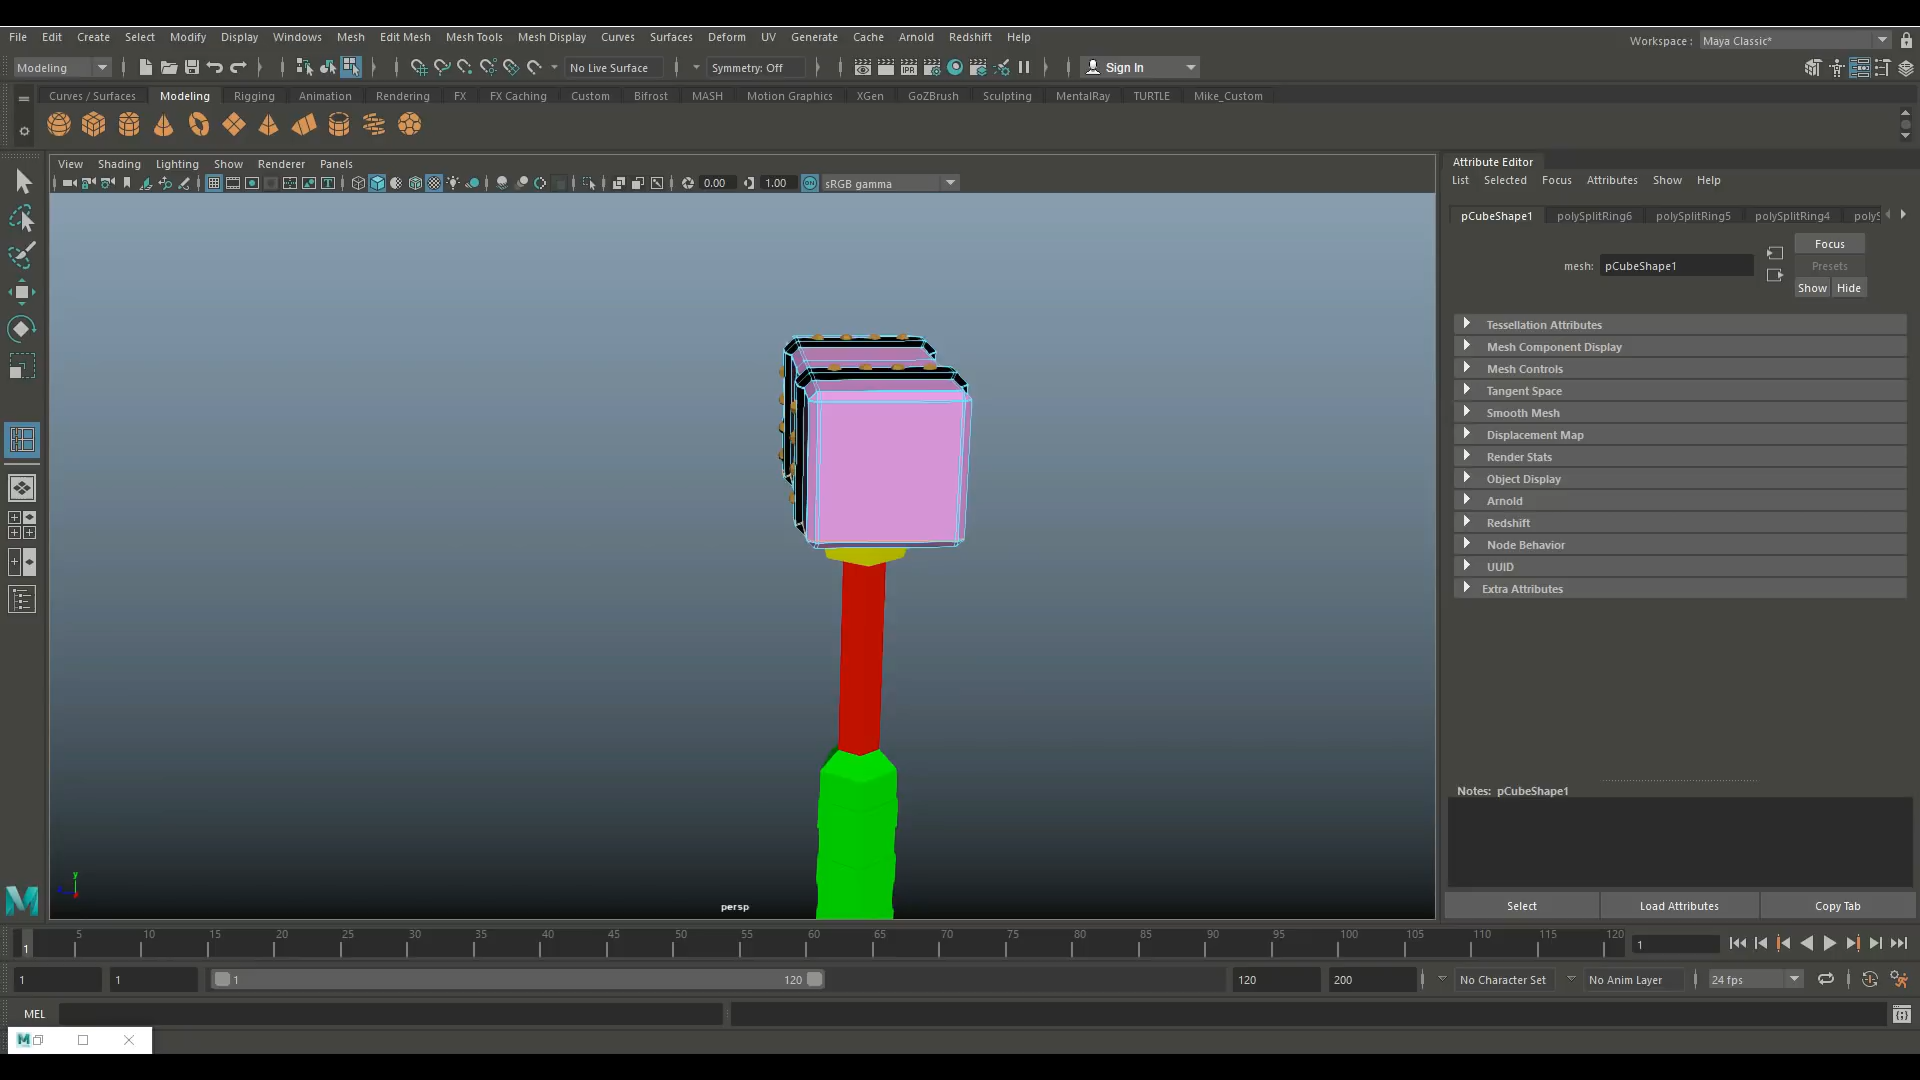 File Edit Create Select Modify Display Windows Mesh Edit Mesh Mesh Tools Mesh Display Curves Surfaces Deform UV Generate Cache Arnold Redshift Help
Workspace : Maya Classic*
Modeling No Live Surface Symmetry: Off Sign In
Curves / Surfaces Modeling Rigging Animation Rendering FX FX Caching Custom Bifrost MASH Motion Graphics XGen GoZBrush Sculpting MentalRay TURTLE Mike_Custom
View Shading Lighting Show Renderer Panels
0.00 1.00 ON sRGB gamma
Attribute Editor
List Selected Focus Attributes Show Help
pCubeShape1 polySplitRing6 polySplitRing5 polySplitRing4 polyS
Focus
mesh: pCubeShape1
Presets
Show Hide
Tessellation Attributes
Mesh Component Display
Mesh Controls
Tangent Space
Smooth Mesh
Displacement Map
Render Stats
Object Display
Arnold
Redshift
Node Behavior
UUID
Extra Attributes
Notes: pCubeShape1
Select Load Attributes Copy Tab
y
persp
5 10 15 20 25 30 35 40 45 50 55 60 65 70 75 80 85 90 95 100 105 110 115 120
1 1
1 1 1 120 120 200 No Character Set No Anim Layer 24 fps
MEL